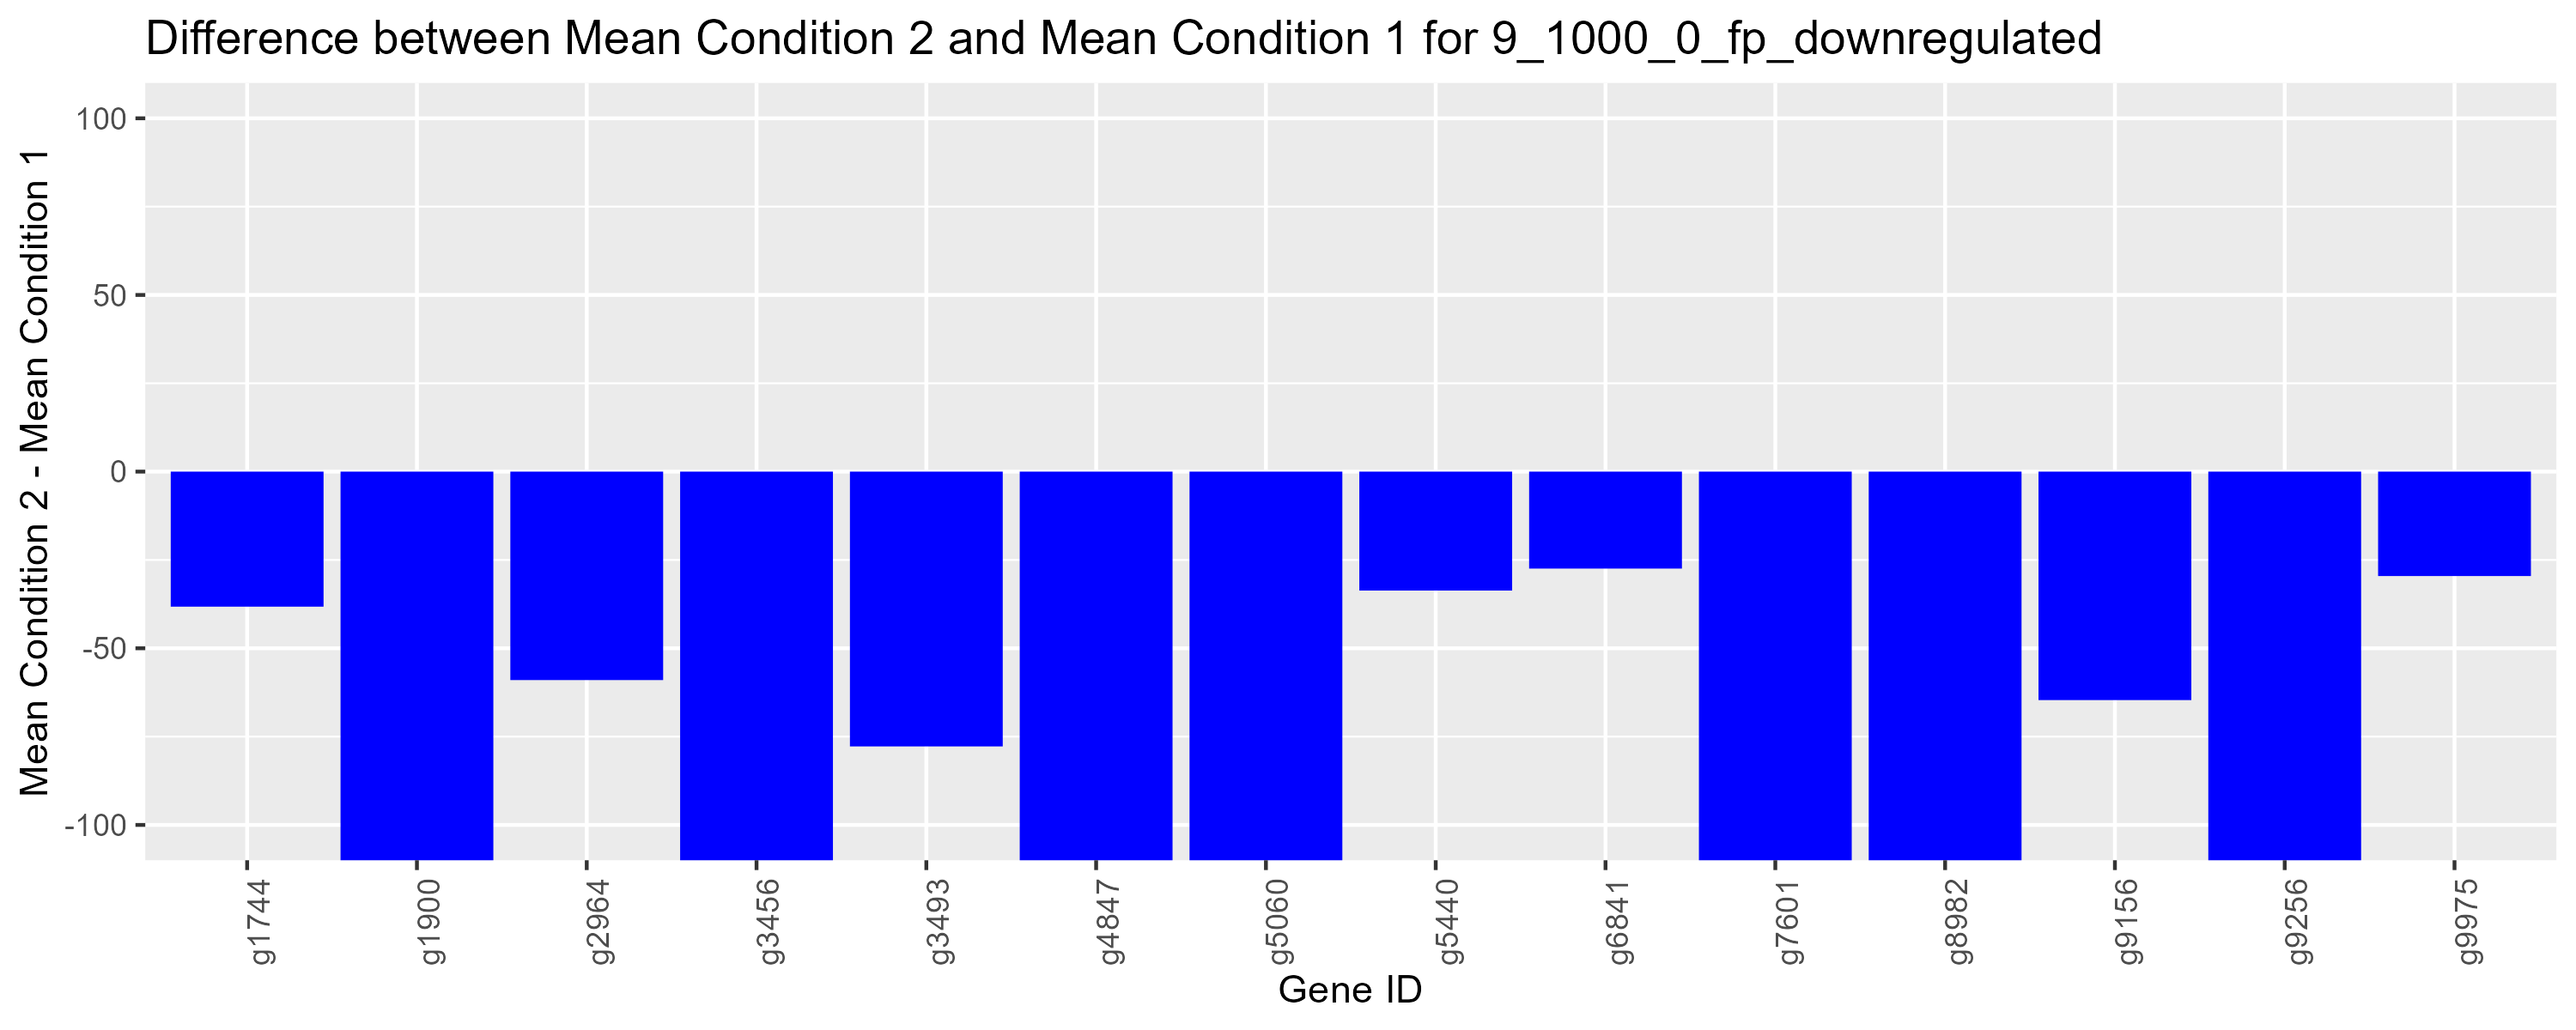 Difference between Mean Condition 2 and Mean Condition 1 for 9_1000_0_fp_downregulated
Mean Condition 2 - Mean Condition 1
100
50
0
-50
-100
g1744
g1900
g2964
g3456
g3493
g4847
g5060
g5440
g6841
g7601
g8982
g9156
g9256
g9975
Gene ID